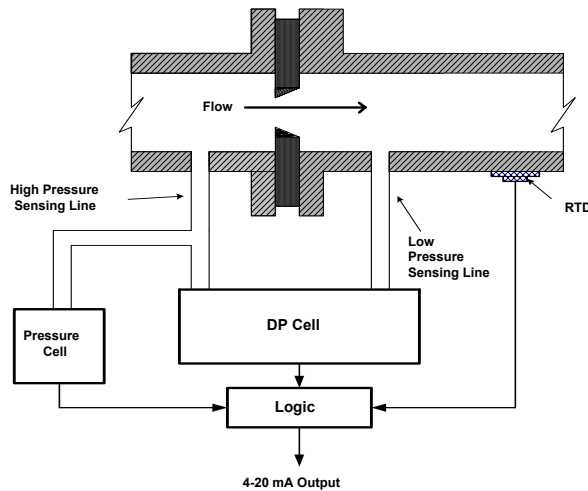 Flow
High Pressure
Sensing Line
RTD
Low
Pressure
Sensing Line
DP Cell
Pressure
Cell
Logic
4-20 mA Output